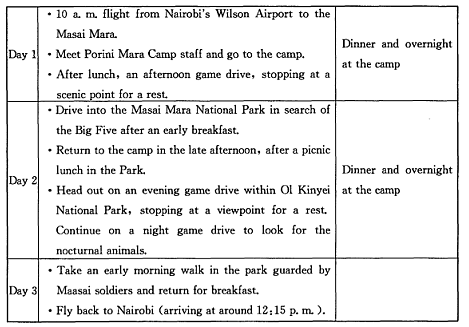 Day 1
· 10 a. m. flight from Nairobi's Wilson Airport to the
Masai Mara.
· Meet Porini Mara Camp staff and go to the camp.
· After lunch, an afternoon game drive, stopping at a
scenic point for a rest.
Dinner and overnight
at the camp
Day 2
· Drive into the Masai Mara National Park in search of
the Big Five after an early breakfast.
· Return to the camp in the late afternoon, after a picnic
lunch in the Park.
· Head out on an evening game drive within Ol Kinyei
National Park, stopping at a viewpoint for a rest.
Continue on a night game drive to look for the
nocturnal animals.
Dinner and overnight
at the camp
Day 3
· Take an early morning walk in the park guarded by
Maasai soldiers and return for breakfast.
· Fly back to Nairobi (arriving at around 12:15 p. m. ).